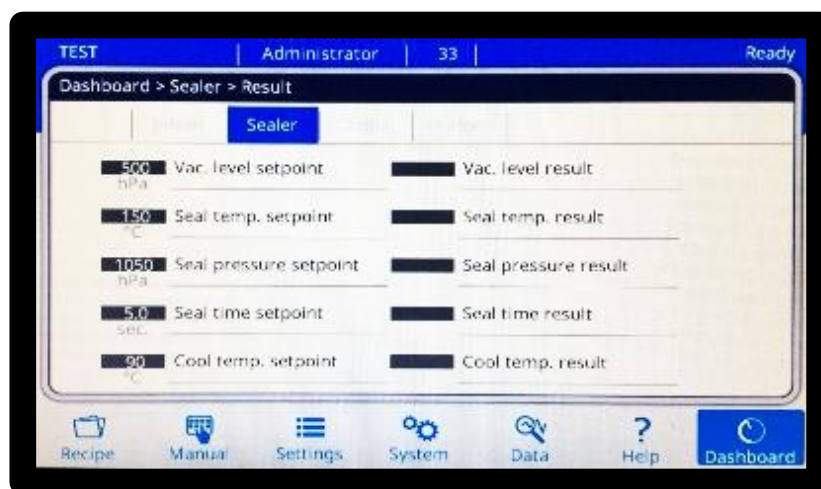 TEST | Administrator | 33 | Ready
Dashboard > Sealer > Result
Sealer
500 Vac. level setpoint Vac. level result
hPa
150 Seal temp. setpoint Seal temp. result
°C
1050 Seal pressure setpoint Seal pressure result
hPa
5.0 Seal time setpoint Seal time result
sec.
90 Cool temp. setpoint Cool temp. result
°C
Recipe Manual Settings System Data ? Help Dashboard